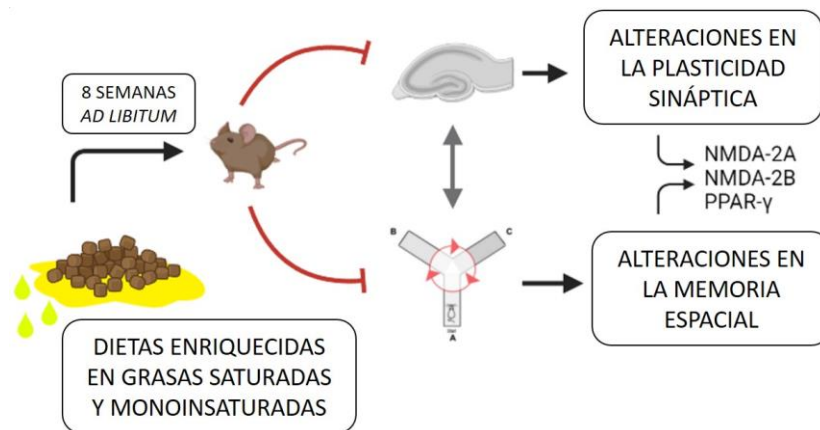 8 SEMANAS
AD LIBITUM
DIETAS ENRIQUECIDAS
EN GRASAS SATURADAS
Y MONOINSATURADAS
B
C
A
ALTERACIONES EN
LA PLASTICIDAD
SINÁPTICA
NMDA-2A
NMDA-2B
PPAR-γ
ALTERACIONES EN
LA MEMORIA
ESPACIAL